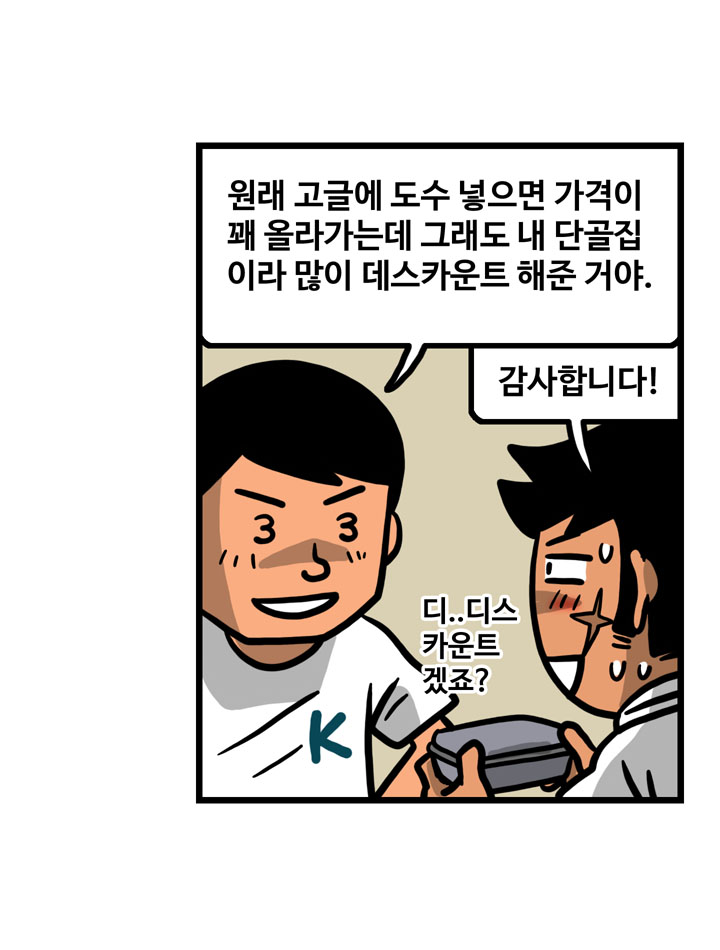 원래 고글에 도수 넣으면 가격이
꽤 올라가는데 그래도 내 단골집
이라 많이 데스카운트 해준 거야.
감사합니다!
디..디스
카운트
겠죠?
K